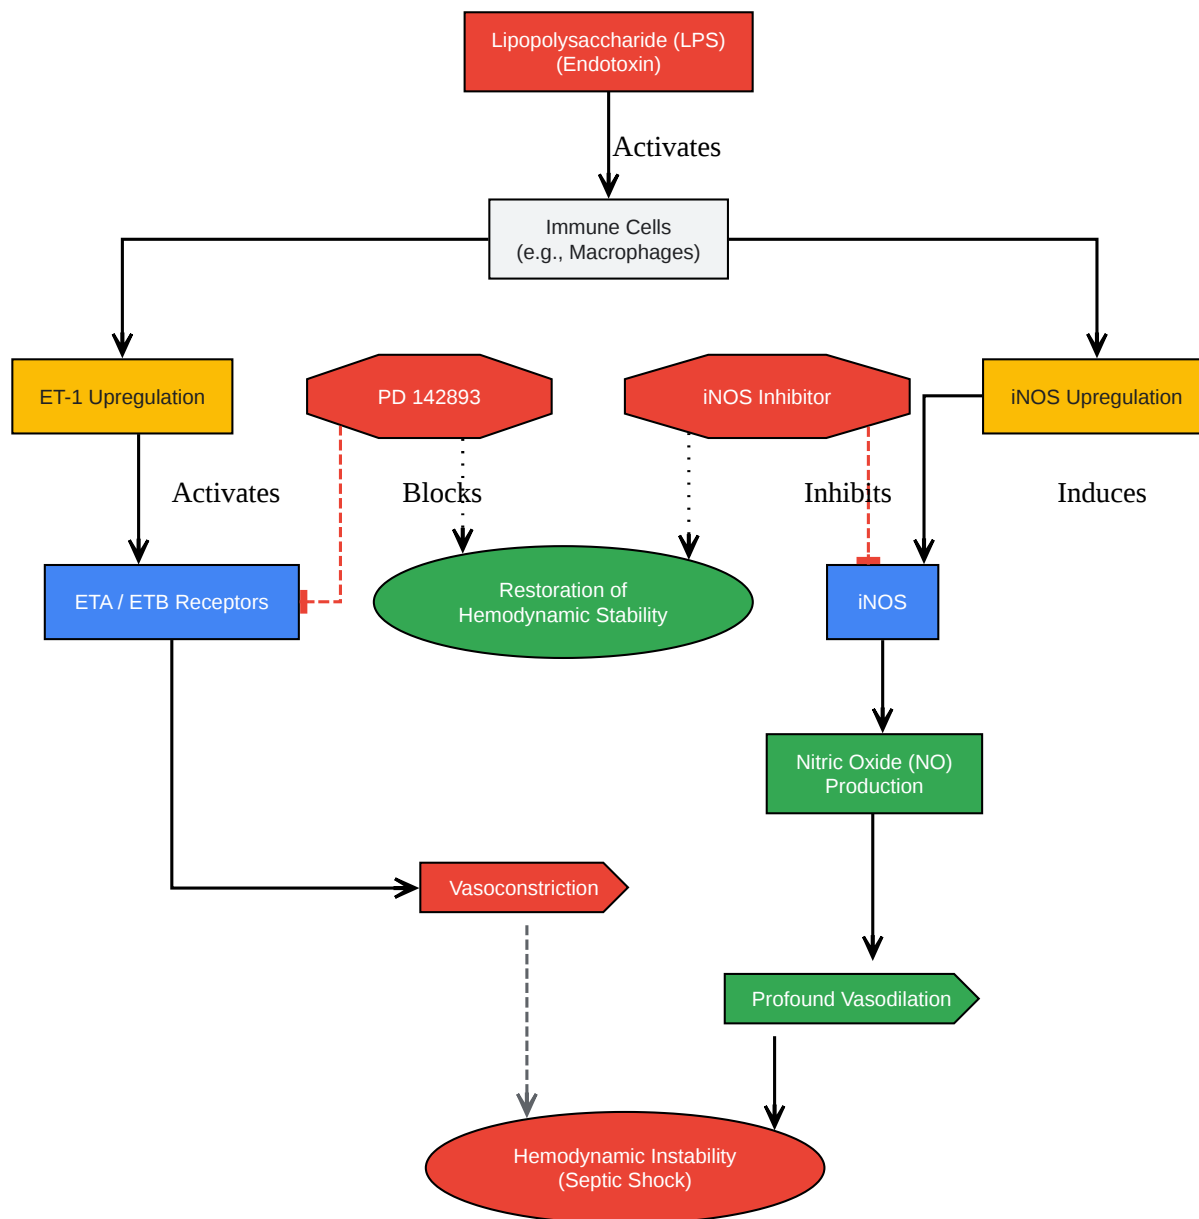 Lipopolysaccharide (LPS)
(Endotoxin)
Activates
Immune Cells
(e.g., Macrophages)
ET-1 Upregulation
PD 142893
iNOS Inhibitor
iNOS Upregulation
Activates
Blocks
Inhibits
Induces
ETA / ETB Receptors
Restoration of
Hemodynamic Stability
iNOS
Nitric Oxide (NO)
Production
Vasoconstriction
Profound Vasodilation
Hemodynamic Instability
(Septic Shock)